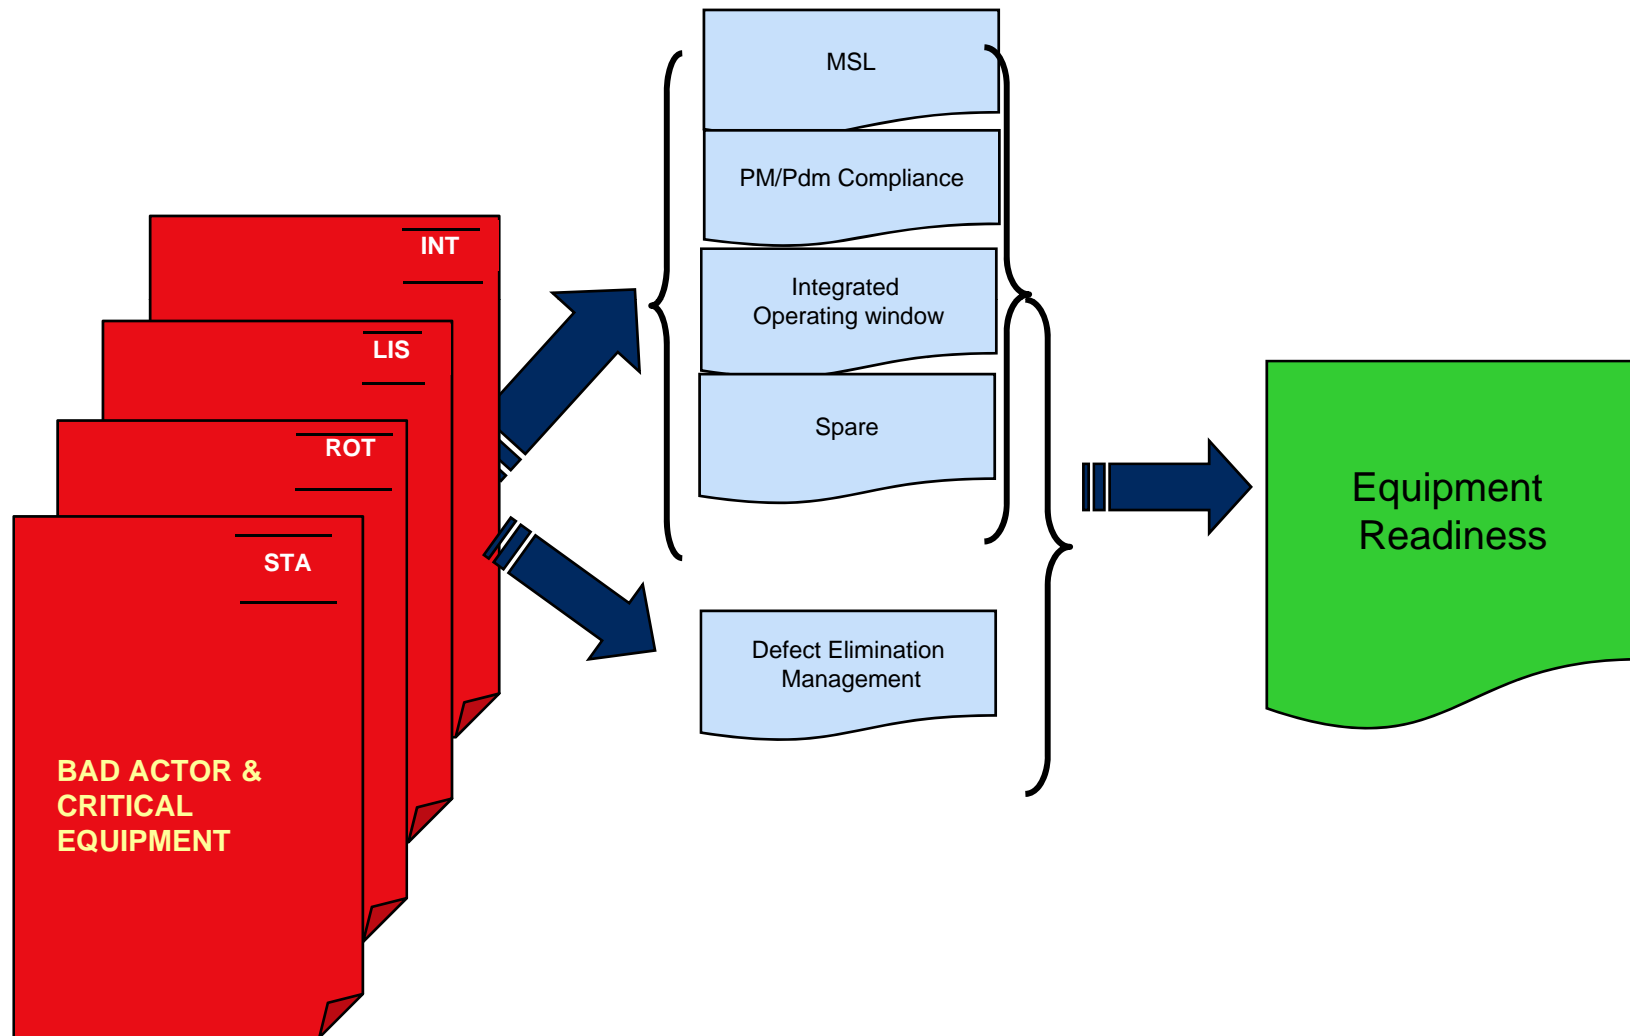 INT
LIS
ROT
STA
BAD ACTOR &
CRITICAL
EQUIPMENT
MSL
PM/Pdm Compliance
Integrated
Operating window
Spare
Defect Elimination
Management
Equipment
Readiness